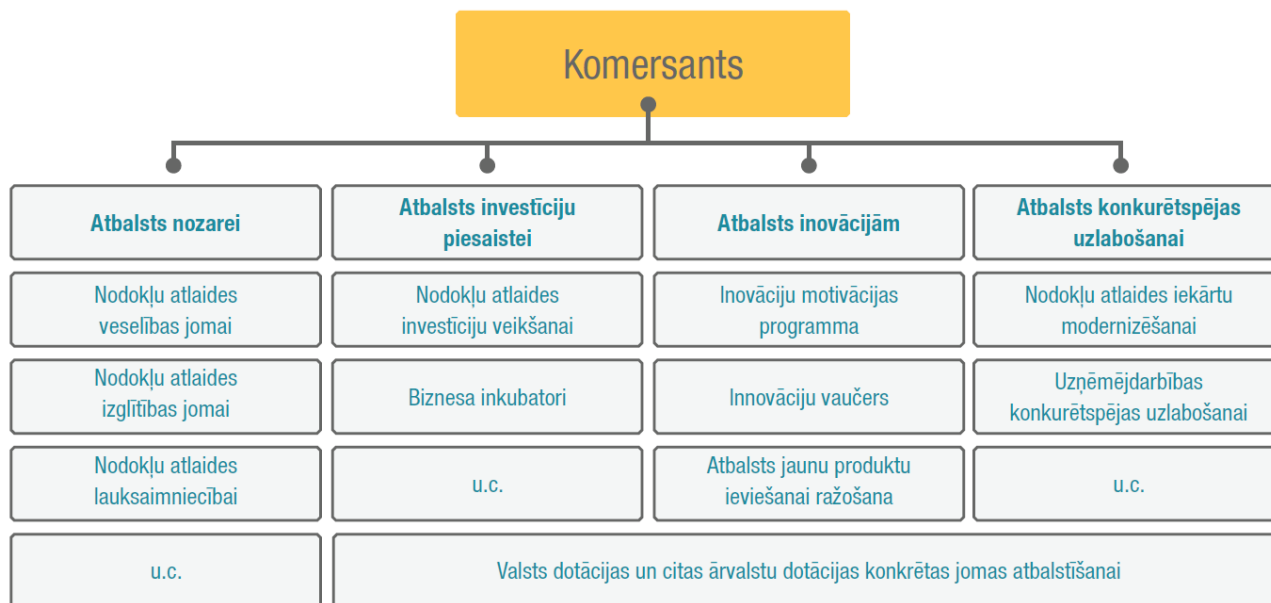 Komersants
Atbalsts nozarei
Atbalsts investīciju
piesaistei
Atbalsts inovācijām
Atbalsts konkurētspējas
uzlabošanai
Nodokļu atlaides
veselības jomai
Nodokļu atlaides
investīciju veikšanai
Inovāciju motivācijas
programma
Nodokļu atlaides iekārtu
modernizēšanai
Nodokļu atlaides
izglītības jomai
Biznesa inkubatori
Innovāciju vaučers
Uzņēmējdarbības
konkurētspējas uzlabošanai
Nodokļu atlaides
lauksaimniecībai
u.c.
Atbalsts jaunu produktu
ieviešanai ražošana
u.c.
u.c.
Valsts dotācijas un citas ārvalstu dotācijas konkrētas jomas atbalstīšanai